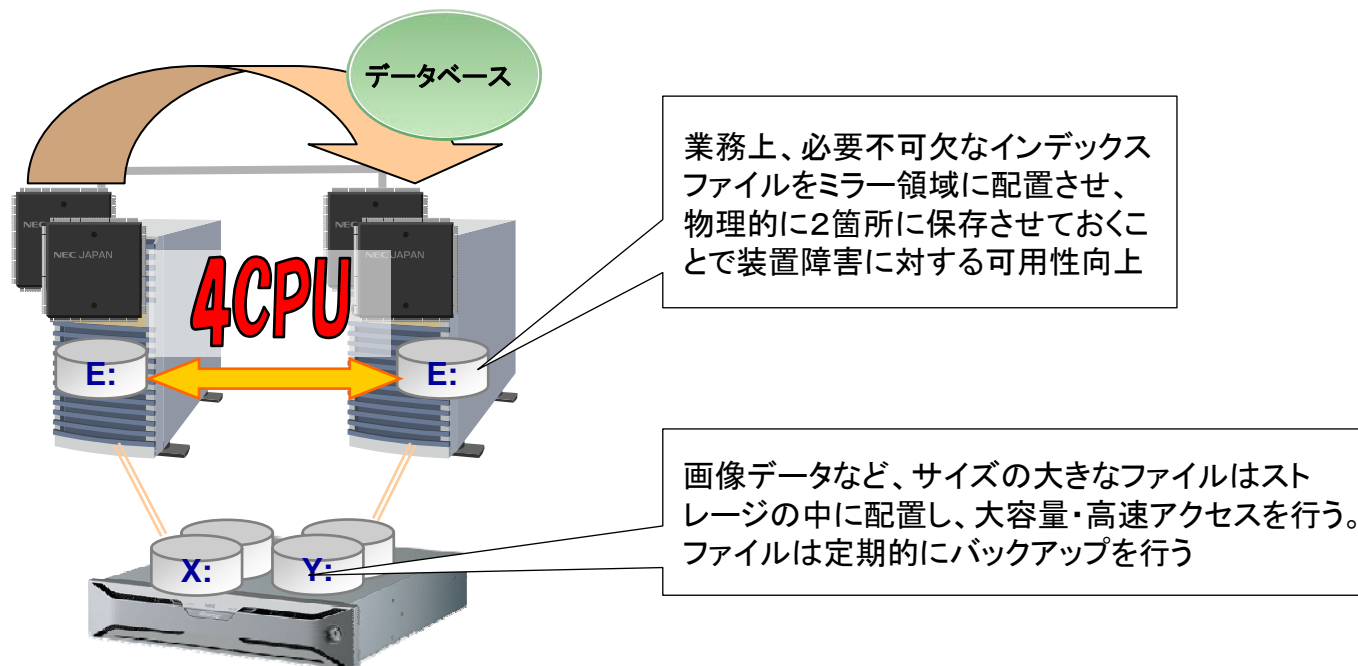 データベース
業務上、必要不可欠なインデックス
ファイルをミラー領域に配置させ、
物理的に２箇所に保存させておくこ
とで装置障害に対する可用性向上
NEC
NEC JAPAN
NEC
NEC JAPAN
4CPU
E:
E:
画像データなど、サイズの大きなファイルはスト
レージの中に配置し、大容量・高速アクセスを行う。
ファイルは定期的にバックアップを行う
X:
Y:
NEC